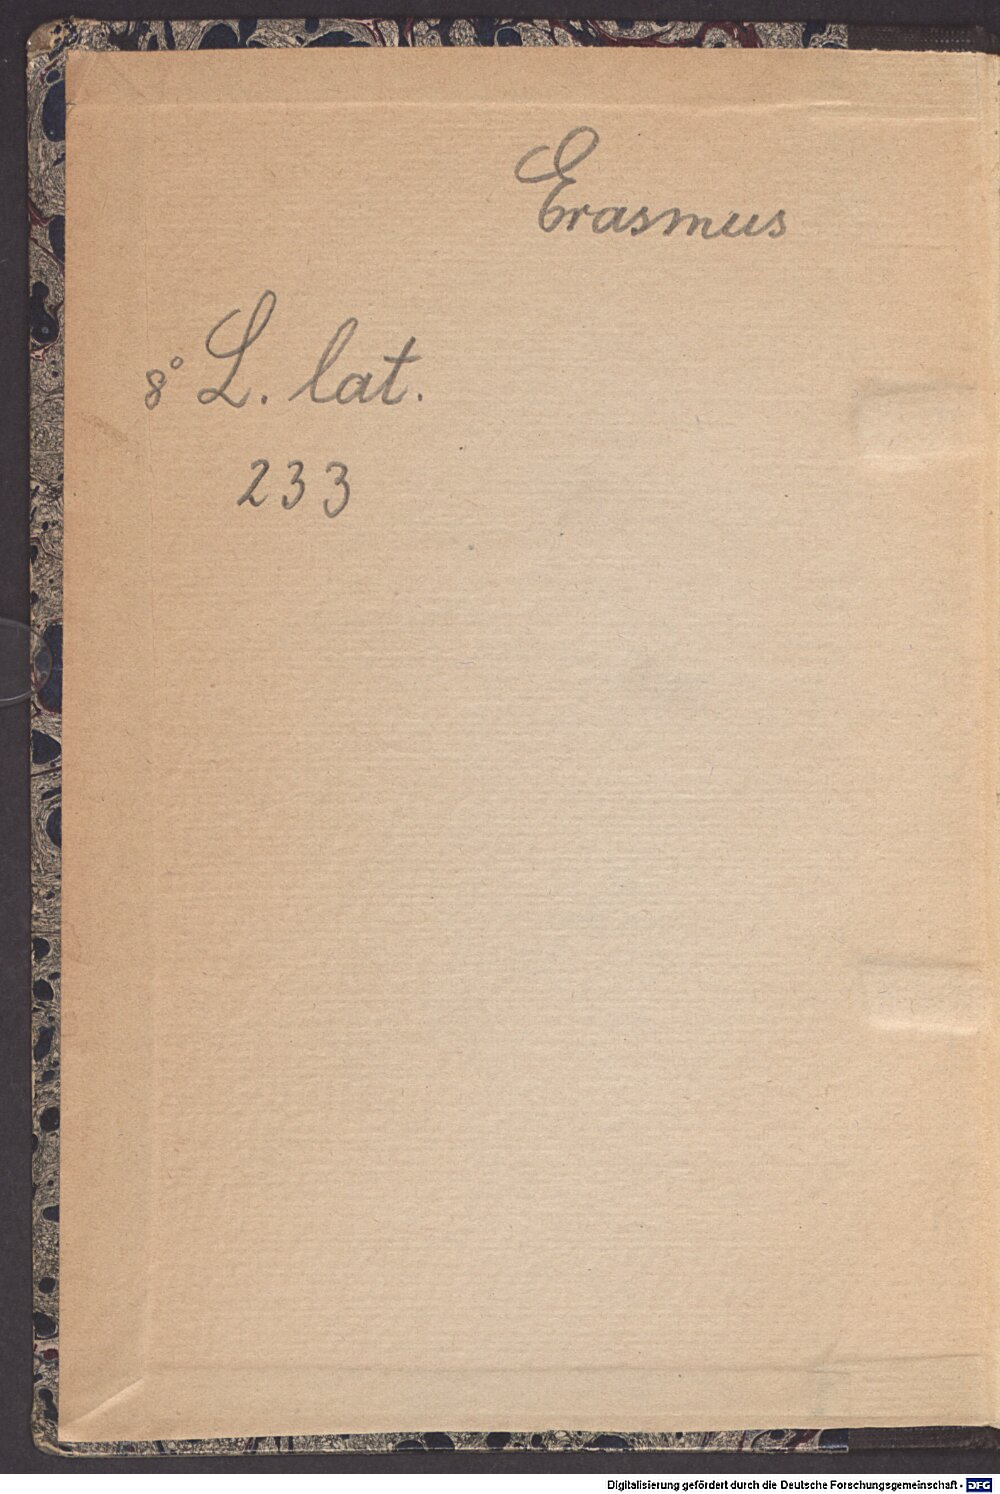 Erasmus
8° L. lat.
233
Digitalisierung gefördert durch die Deutsche Forschungsgemeinschaft - DFG